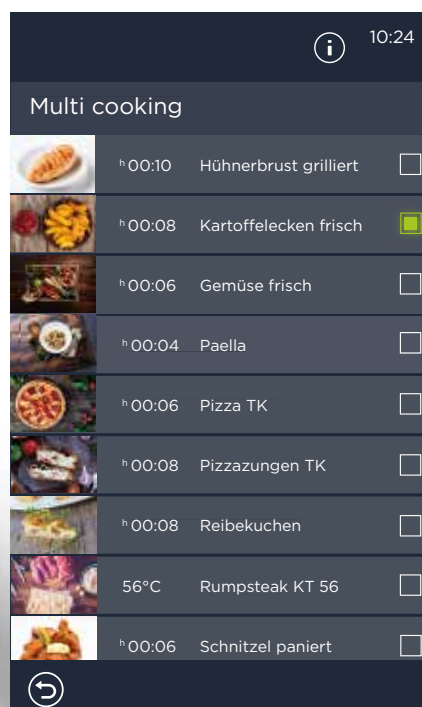 10:24
Multi cooking
h 00:10 Hühnerbrust grilliert
h 00:08 Kartoffelecken frisch
h 00:06 Gemüse frisch
h 00:04 Paella
h 00:06 Pizza TK
h 00:08 Pizzazungen TK
h 00:08 Reibekuchen
56°C Rumpsteak KT 56
h 00:06 Schnitzel paniert